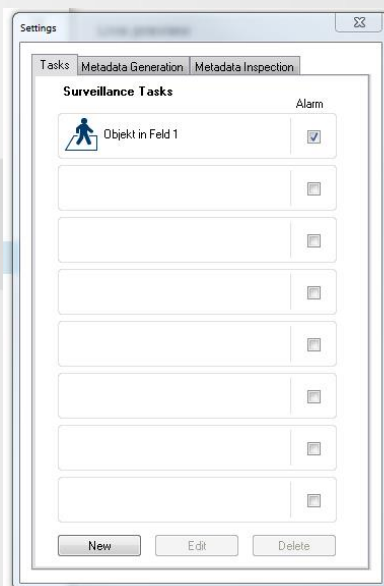 Settings
Tasks Metadata Generation Metadata Inspection
Surveillance Tasks
Alarm
Objekt in Feld 1
New Edit Delete